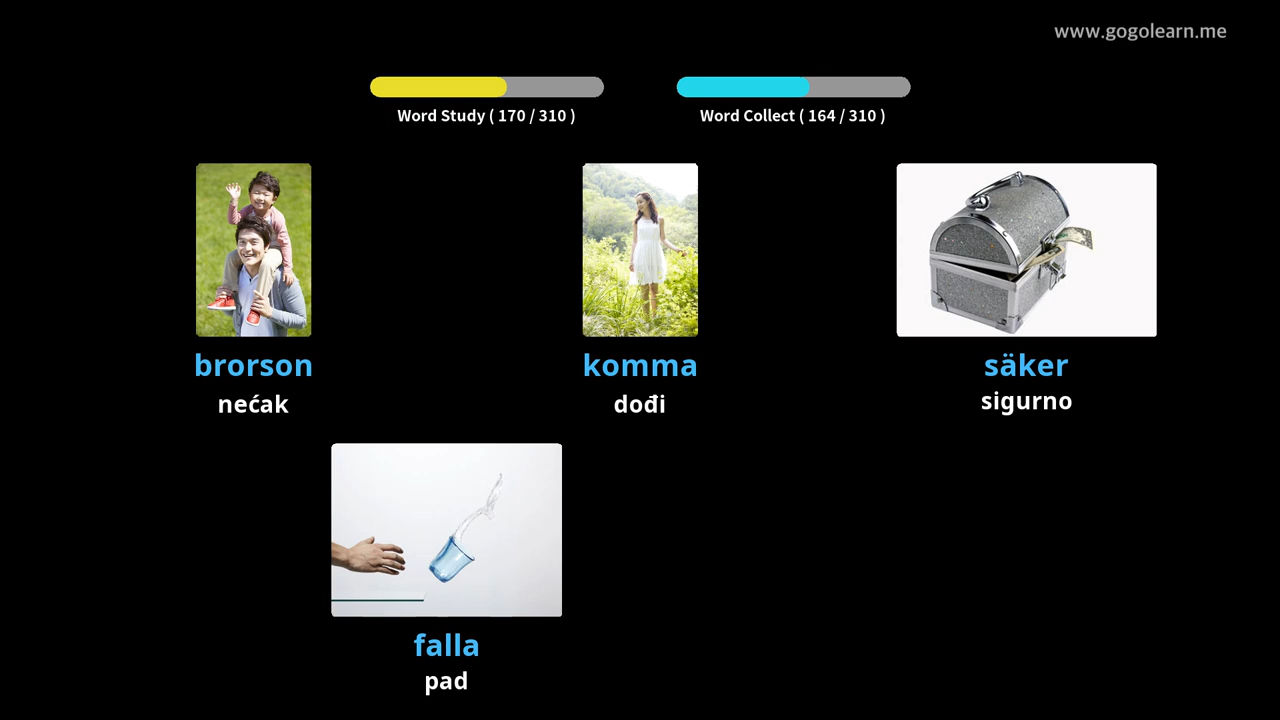 www.gogolearn.me
Word Study ( 170 / 310 )
Word Collect ( 164 / 310 )
brorson
nećak
komma
dođi
säker
sigurno
falla
pad